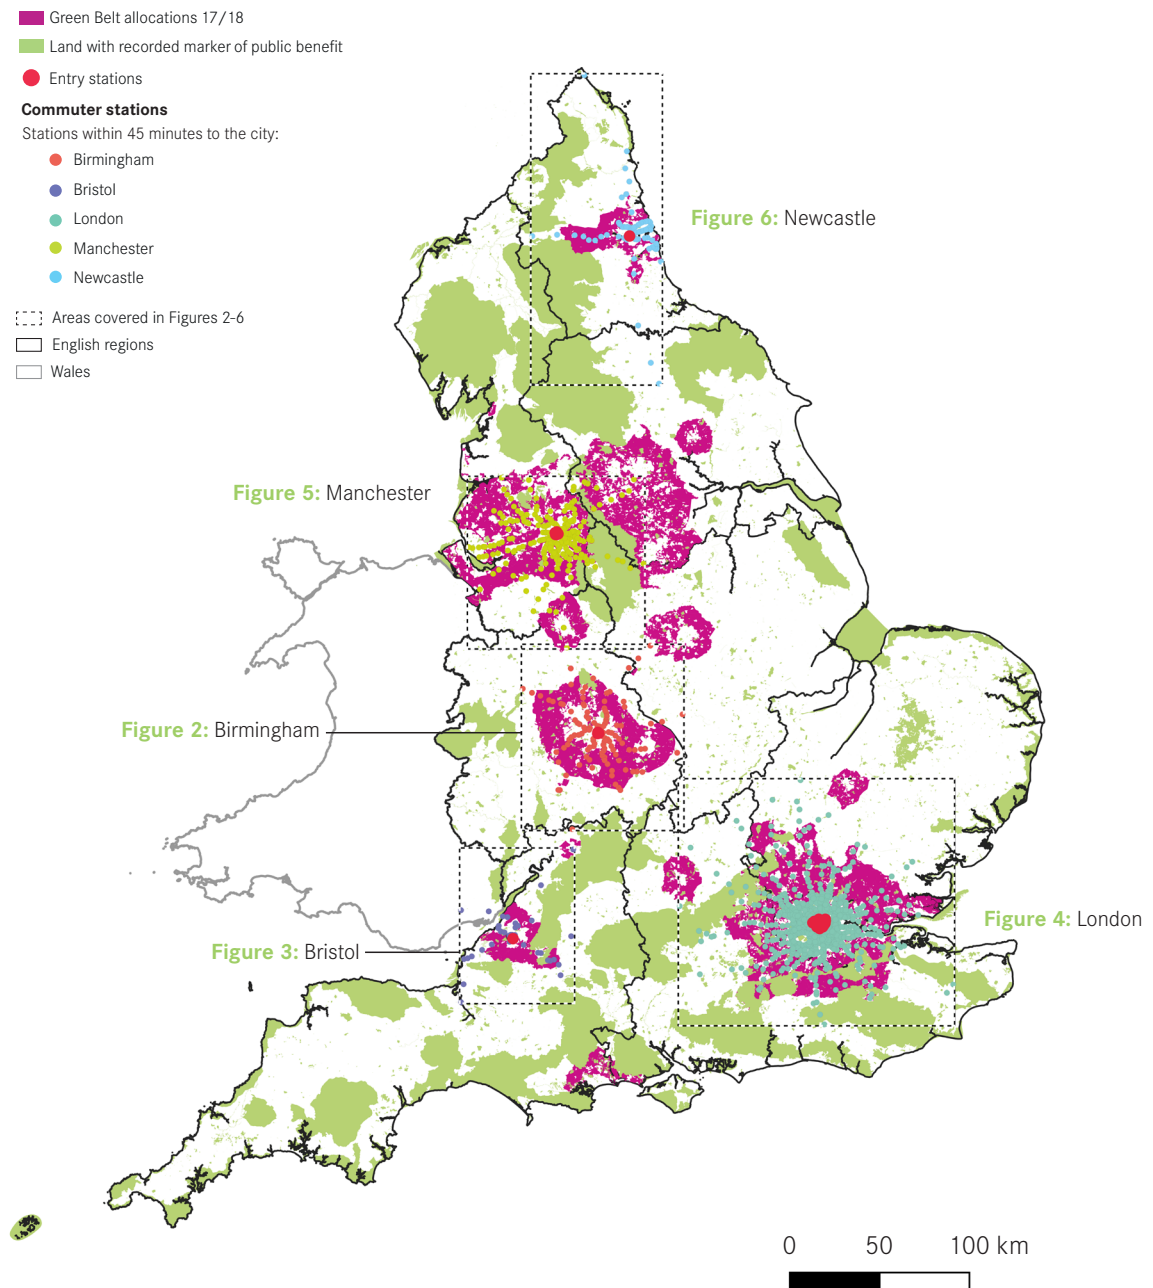 Green Belt allocations 17/18
Land with recorded marker of public benefit
Entry stations
Commuter stations
Stations within 45 minutes to the city:
Birmingham
Bristol
London
Manchester
Newcastle
Areas covered in Figures 2-6
English regions
Wales
Figure 6: Newcastle
Figure 5: Manchester
Figure 2: Birmingham
Figure 4: London
Figure 3: Bristol
0 50 100 km